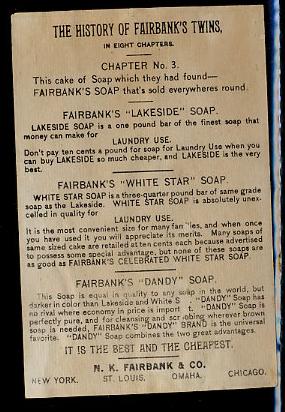 THE HISTORY OF FAIRBANK'S TWINS,
IN EIGHT CHAPTERS.
CHAPTER No. 3.
This cake of Soap which they had found—
FAIRBANK'S SOAP that's sold everywheres round.
FAIRBANK'S "LAKESIDE" SOAP.
LAKESIDE SOAP is a one pound bar of the finest soap that
money can make for
LAUNDRY USE.
Don't pay ten cents a pound for soap for Laundry Use when you
can buy LAKESIDE so much cheaper, and LAKESIDE is the very
best.
FAIRBANK'S "WHITE STAR" SOAP.
WHITE STAR SOAP is a three-quarter pound bar of same grade
soap as the Lakeside. WHITE STAR SOAP is absolutely unex-
celled in quality for
LAUNDRY USE.
It is the most convenient size for many fam lies, and when once
you have used it you will appreciate its merits. Many soaps of
same sized cake are retailed at ten cents each because advertised
to possess some special advantage, but none of these soaps are
as good as FAIRBANK'S CELEBRATED WHITE STAR SOAP.
FAIRBANK'S "DANDY" SOAP.
This Soap is equal in quality to any soap in the world, but
darker in color than Lakeside and White S "DANDY" Soap has
no rival where economy in price is import t. "DANDY" Soap is
perfectly pure, and for cleansing and scr obing wherever brown
soap is needed, FAIRBANK'S "DANDY" BRAND is the universal
favorite. "DANDY" Soap combines the two great advantages.
IT IS THE BEST AND THE CHEAPEST.
N. K. FAIRBANK & CO.
NEW YORK. ST. LOUIS. OMAHA. CHICAGO.